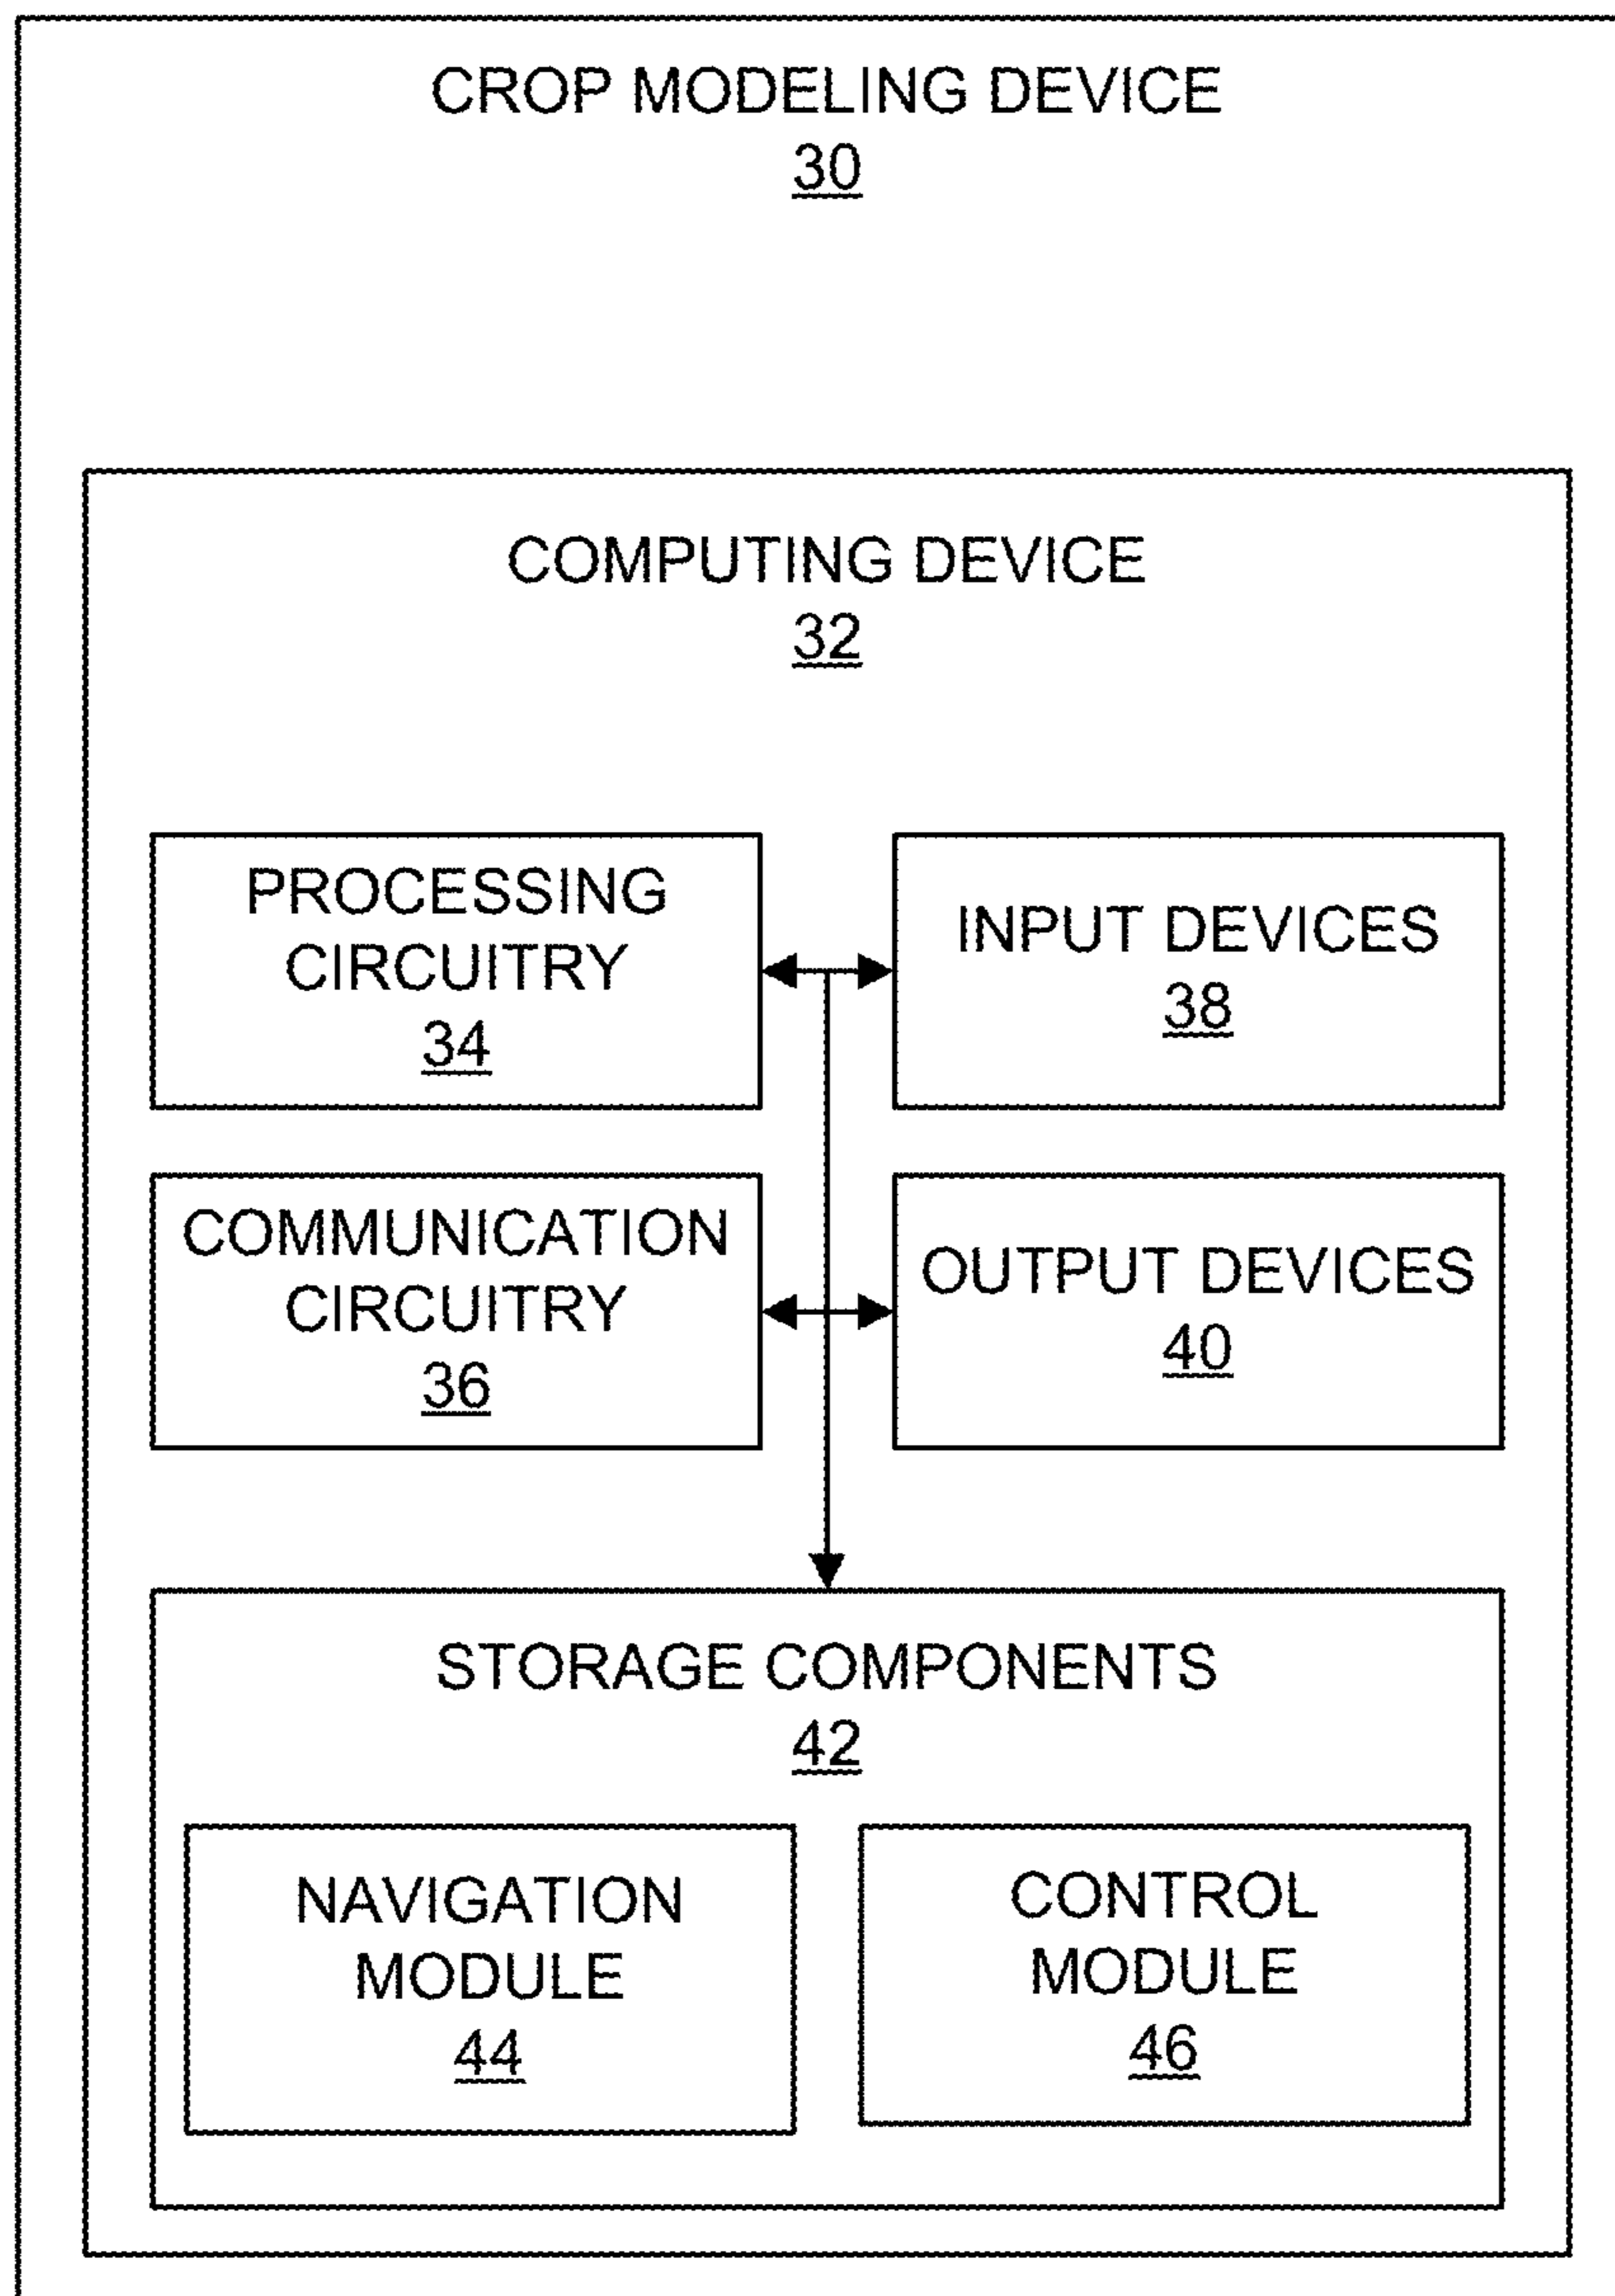 CROP MODELING DEVICE
30
COMPUTING DEVICE
32
PROCESSING
CIRCUITRY
34
INPUT DEVICES
38
COMMUNICATION
CIRCUITRY
36
OUTPUT DEVICES
40
STORAGE COMPONENTS
42
NAVIGATION
MODULE
44
CONTROL
MODULE
46